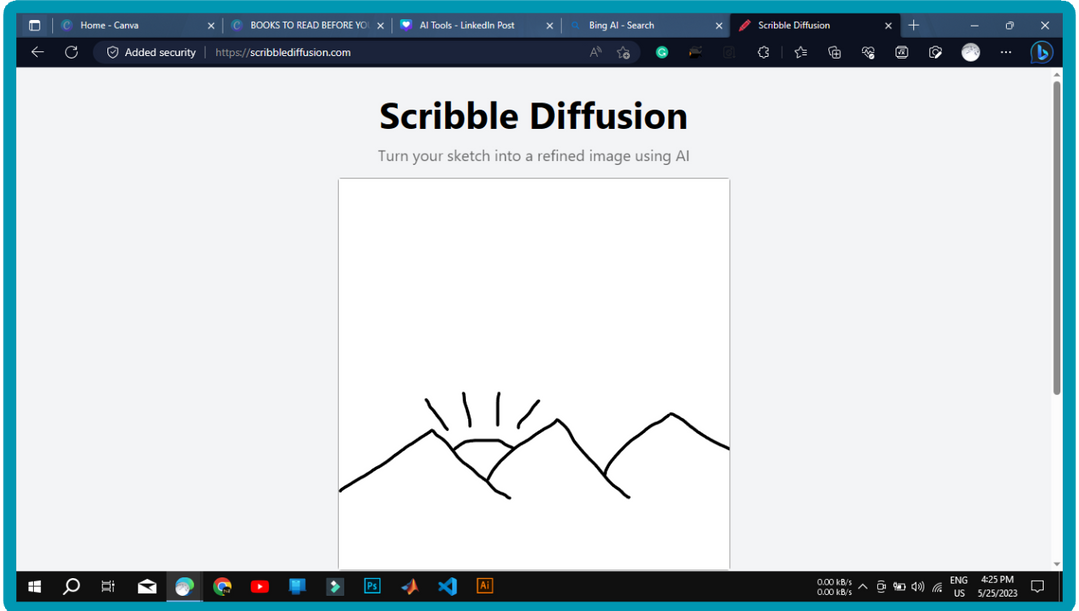 Home - Canva
BOOKS TO READ BEFORE YO
AI Tools - LinkedIn Post
Bing AI - Search
Scribble Diffusion
Added security
https://scribblediffusion.com
Scribble Diffusion
Turn your sketch into a refined image using AI
Ps
Ai
0.00 kB/s
0.00 kB/s
ENG
US
4:25 PM
5/25/2023